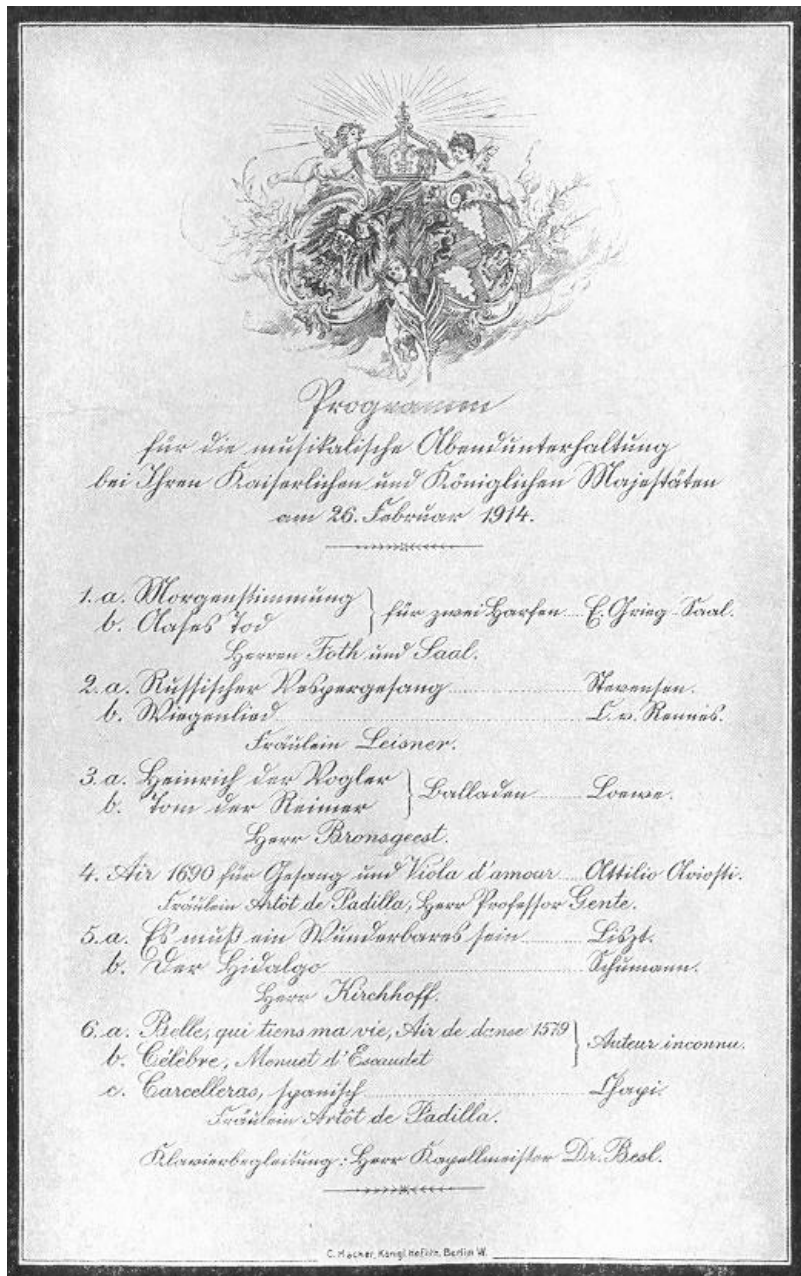 Programm
für die musikalische Abendunterhaltung
bei Ihren Kaiserlichen und Königlichen Majestäten
am 26. Februar 1914.
1. a. Morgenstimmung
b. Aases Tod
für zwei Harfen ... E. Grieg-Saal.
Herren Foth und Saal.
2. a. Russischer Vespergesang ... Stevenson.
b. Wiegenlied ... C. v. Rennes.
Fräulein Leisner.
3. a. Heinrich der Vogler
b. Tom der Reimer
Balladen ... Loewe.
Herr Bronsgeest.
4. Air 1690 für Gesang und Viola d'amour ... Attilio Ariosti.
Fräulein Artôt de Padilla, Herr Professor Gente.
5. a. Es muß ein Wunderbares sein ... Liszt.
b. Der Hidalgo ... Schumann.
Herr Kirchhoff.
6. a. Belle, qui tiens ma vie, Air de danse 1579
b. Célèbre, Menuet d'Exaudet
Auteur inconnu.
c. Carcelleras, spanisch ... Chapi.
Fräulein Artôt de Padilla.
Klavierbegleitung: Herr Kapellmeister Dr. Besl.
Königl. Hoflith. Berlin W.